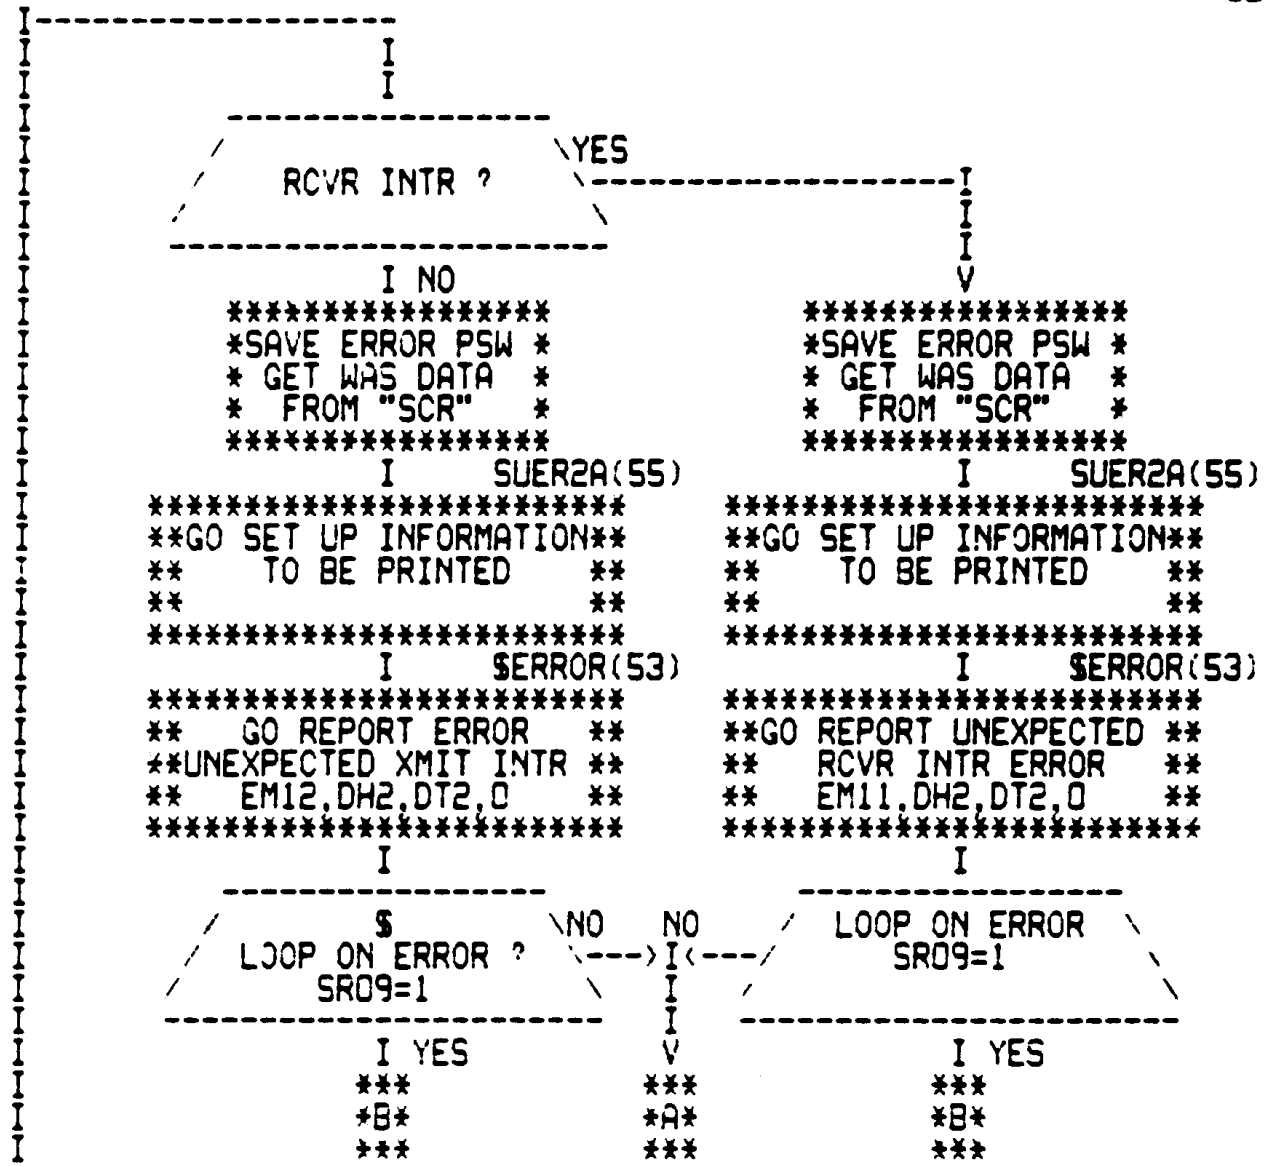 I-------------------
I I
I I
I -----------------
I / \YES
I / RCVR INTR ? \-------------------I
I / \ I
I ----------------------- I
I I NO V
I ***************** *****************
I *SAVE ERROR PSW * *SAVE ERROR PSW *
I * GET WAS DATA * * GET WAS DATA *
I * FROM "SCR" * * FROM "SCR" *
I ***************** *****************
I I SUER2A(55) I SUER2A(55)
I ************************* *************************
I **GO SET UP INFORMATION** **GO SET UP INFORMATION**
I ** TO BE PRINTED ** ** TO BE PRINTED **
I ** ** ** **
I ************************* *************************
I I $ERROR(53) I $ERROR(53)
I ************************* *************************
I ** GO REPORT ERROR ** **GO REPORT UNEXPECTED **
I **UNEXPECTED XMIT INTR ** ** RCVR INTR ERROR **
I ** EM12,DH2,DT2,0 ** ** EM11,DH2,DT2,0 **
I ************************* *************************
I I I
I ----------------- -----------------
I / $ \NO NO / LOOP ON ERROR \
I / LOOP ON ERROR ? \--->I<---/ SR09=1 \
I / SR09=1 \ I / \
I ----------------------- I -----------------------
I I YES V I YES
I *** *** ***
I *B* *A* *B*
I *** *** ***